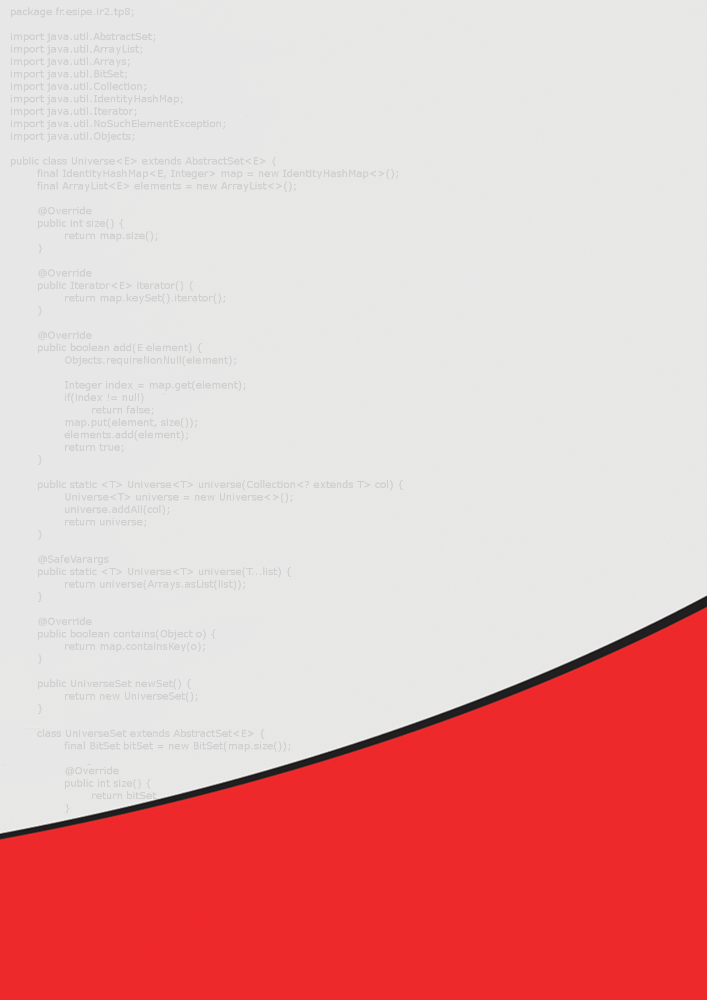 package fr.esipe.ir2.tp8;
import java.util.AbstractSet;
import java.util.ArrayList;
import java.util.Arrays;
import java.util.BitSet;
import java.util.Collection;
import java.util.IdentityHashMap;
import java.util.Iterator;
import java.util.NoSuchElementException;
import java.util.Objects;
public class Universe<E> extends AbstractSet<E> {
final IdentityHashMap<E, Integer> map = new IdentityHashMap<>();
final ArrayList<E> elements = new ArrayList<>();
@Override
public int size() {
return map.size();
}
@Override
public Iterator<E> iterator() {
return map.keySet().iterator();
}
@Override
public boolean add(E element) {
Objects.requireNonNull(element);
Integer index = map.get(element);
if(index != null)
return false;
map.put(element, size());
elements.add(element);
return true;
}
public static <T> Universe<T> universe(Collection<? extends T> col) {
Universe<T> universe = new Universe<>();
universe.addAll(col);
return universe;
}
@SafeVarargs
public static <T> Universe<T> universe(T...list) {
return universe(Arrays.asList(list));
}
@Override
public boolean contains(Object o) {
return map.containsKey(o);
}
public UniverseSet newSet() {
return new UniverseSet();
}
class UniverseSet extends AbstractSet<E> {
final BitSet bitSet = new BitSet(map.size());
@Override
public int size() {
return bitSet
}